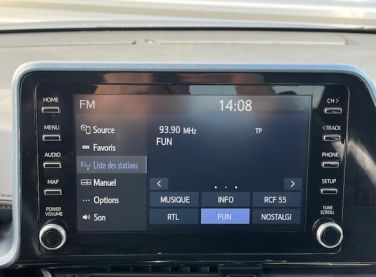 FM 14:08
HOME
MENU
AUDIO
MAP
POWER
VOLUME
Source
Favoris
Liste des stations
Manuel
Options
Son
93.90 MHz TP
FUN
< ... >
MUSIQUE INFO RCF 55
RTL FUN NOSTALGI
CH >
< TRACK
PHONE
SETUP
TUNE
SCROLL